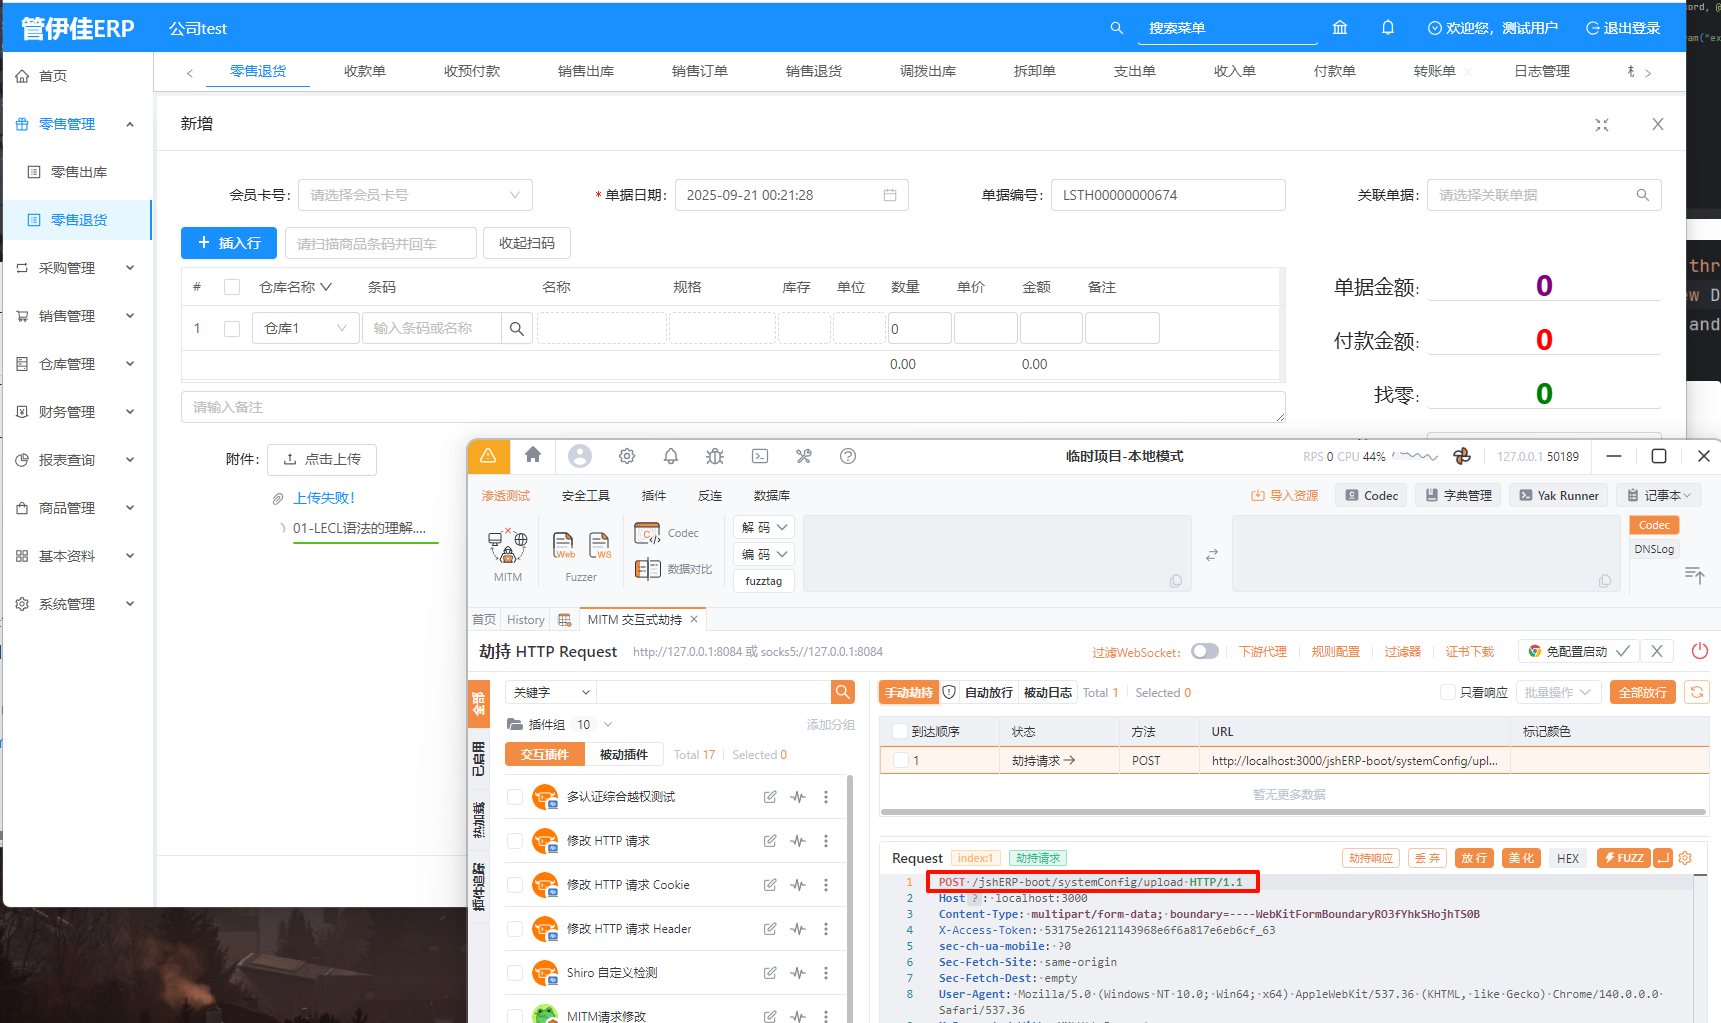 管伊佳ERP
公司test
搜索菜单
欢迎您，测试用户
退出登录
首页
零售管理
零售出库
零售退货
采购管理
销售管理
仓库管理
财务管理
报表查询
商品管理
基本资料
系统管理
零售退货 收款单 收预付款 销售出库 销售订单 销售退货 调拨出库 拆卸单 支出单 收入单 付款单 转账单 日志管理
新增
会员卡号: 请选择会员卡号
* 单据日期: 2025-09-21 00:21:28
单据编号: LSTH00000000674
关联单据: 请选择关联单据
+ 插入行 请扫描商品条码并回车 收起扫码
# 仓库名称 条码 名称 规格 库存 单位 数量 单价 金额 备注
1 仓库1 输入条码或名称 0
0.00 0.00
请输入备注
单据金额: 0
付款金额: 0
找零: 0
附件: 点击上传
上传失败!
01-LECL语法的理解....
临时项目-本地模式
RPS 0 CPU 44%
127.0.0.1 50189
渗透测试 安全工具 插件 反连 数据库
导入资源 Codec 字典管理 Yak Runner 记事本
MITM
Web
WS
Fuzzer
Codec
数据对比
解 码
编 码
fuzztag
Codec
DNSLog
首页 History MITM 交互式劫持
劫持 HTTP Request http://127.0.0.1:8084 或 socks5://127.0.0.1:8084
过滤WebSocket: 下游代理 规则配置 过滤器 证书下载 免配置启动
全部
已启用
热加载
插件追踪
关键字
插件组 10 添加分组
交互插件 被动插件 Total 17 Selected 0
多认证综合越权测试
修改 HTTP 请求
修改 HTTP 请求 Cookie
修改 HTTP 请求 Header
Shiro 自定义检测
MITM请求修改
手动劫持 自动放行 被动日志 Total 1 Selected 0
只看响应 批量操作 全部放行
到达顺序 状态 方法 URL 标记颜色
1 劫持请求 POST http://localhost:3000/jshERP-boot/systemConfig/upl...
暂无更多数据
Request index:1 劫持请求
劫持响应 丢弃 放行 美化 HEX FUZZ
1 POST /jshERP-boot/systemConfig/upload HTTP/1.1
2 Host ? : localhost:3000
3 Content-Type: multipart/form-data; boundary=----WebKitFormBoundaryRO3fYhkSHojhTS0B
4 X-Access-Token: 53175e26121143968e6f6a817e6eb6cf_63
5 sec-ch-ua-mobile: ?0
6 Sec-Fetch-Site: same-origin
7 Sec-Fetch-Dest: empty
8 User-Agent: Mozilla/5.0 (Windows NT 10.0; Win64; x64) AppleWebKit/537.36 (KHTML, like Gecko) Chrome/140.0.0.0
Safari/537.36